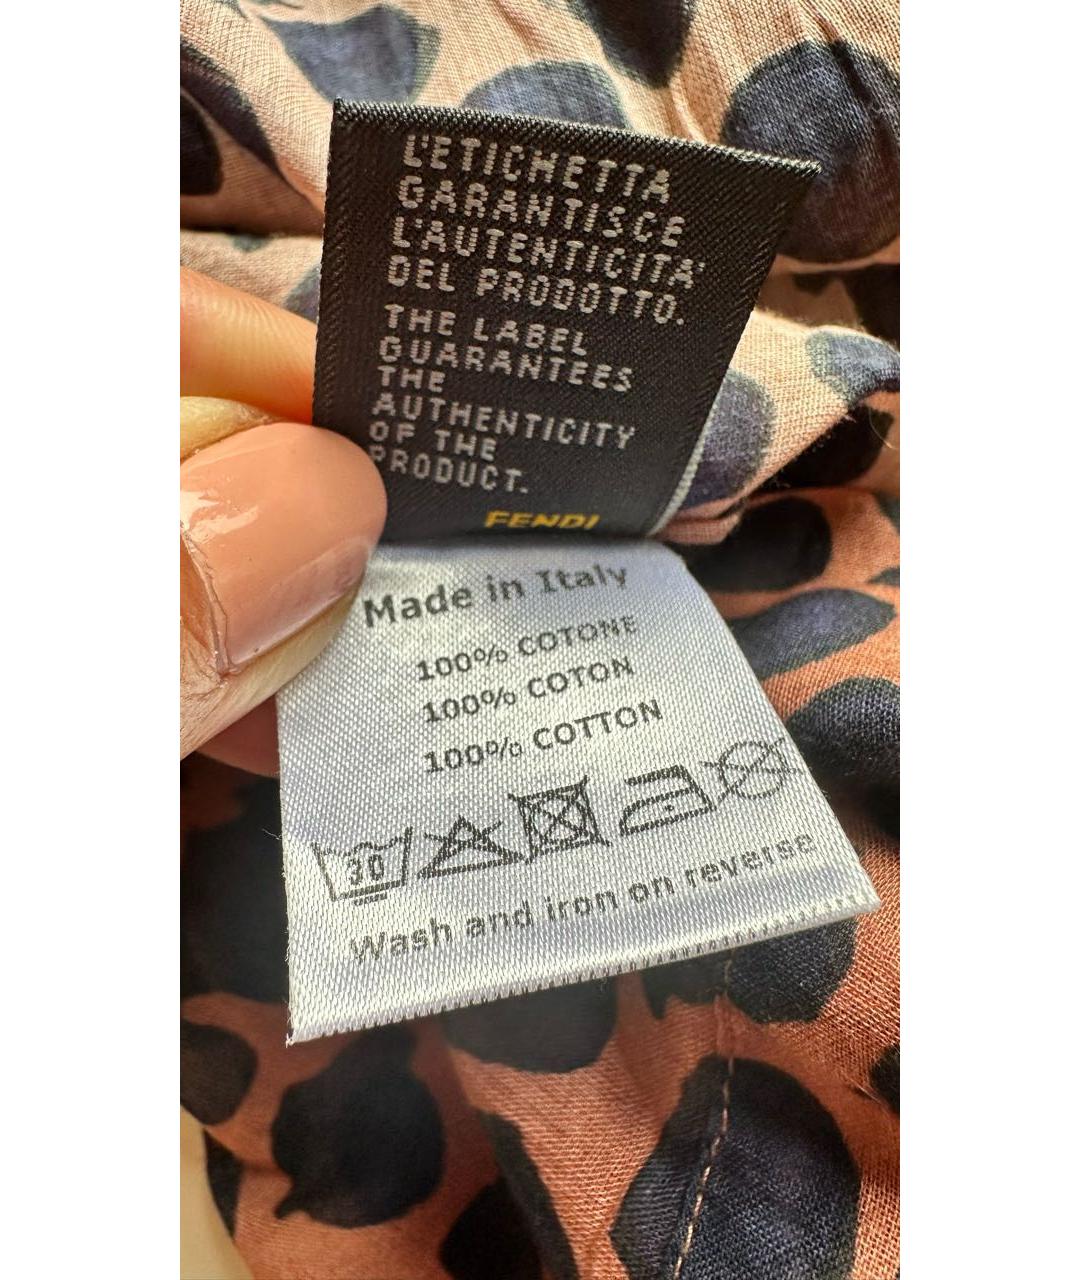 L'ETICHETTA
GARANTISCE
L'AUTENTICITA'
DEL PRODOTTO.
THE LABEL
GUARANTEES
THE
AUTHENTICITY
OF THE
PRODUCT.
FENDI
Made in Italy
100% COTONE
100% COTON
100% COTTON
30
Wash and iron on reverse